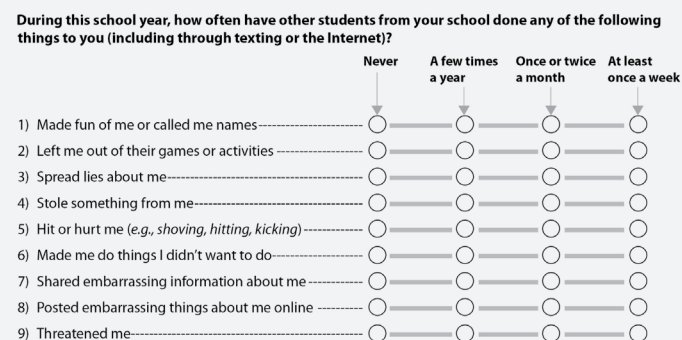 During this school year, how often have other students from your school done any of the following
things to you (including through texting or the Internet)?
Never
A few times
a year
Once or twice
a month
At least
once a week
1) Made fun of me or called me names
2) Left me out of their games or activities
3) Spread lies about me
4) Stole something from me
5) Hit or hurt me (e.g., shoving, hitting, kicking)
6) Made me do things I didn't want to do
7) Shared embarrassing information about me
8) Posted embarrassing things about me online
9) Threatened me